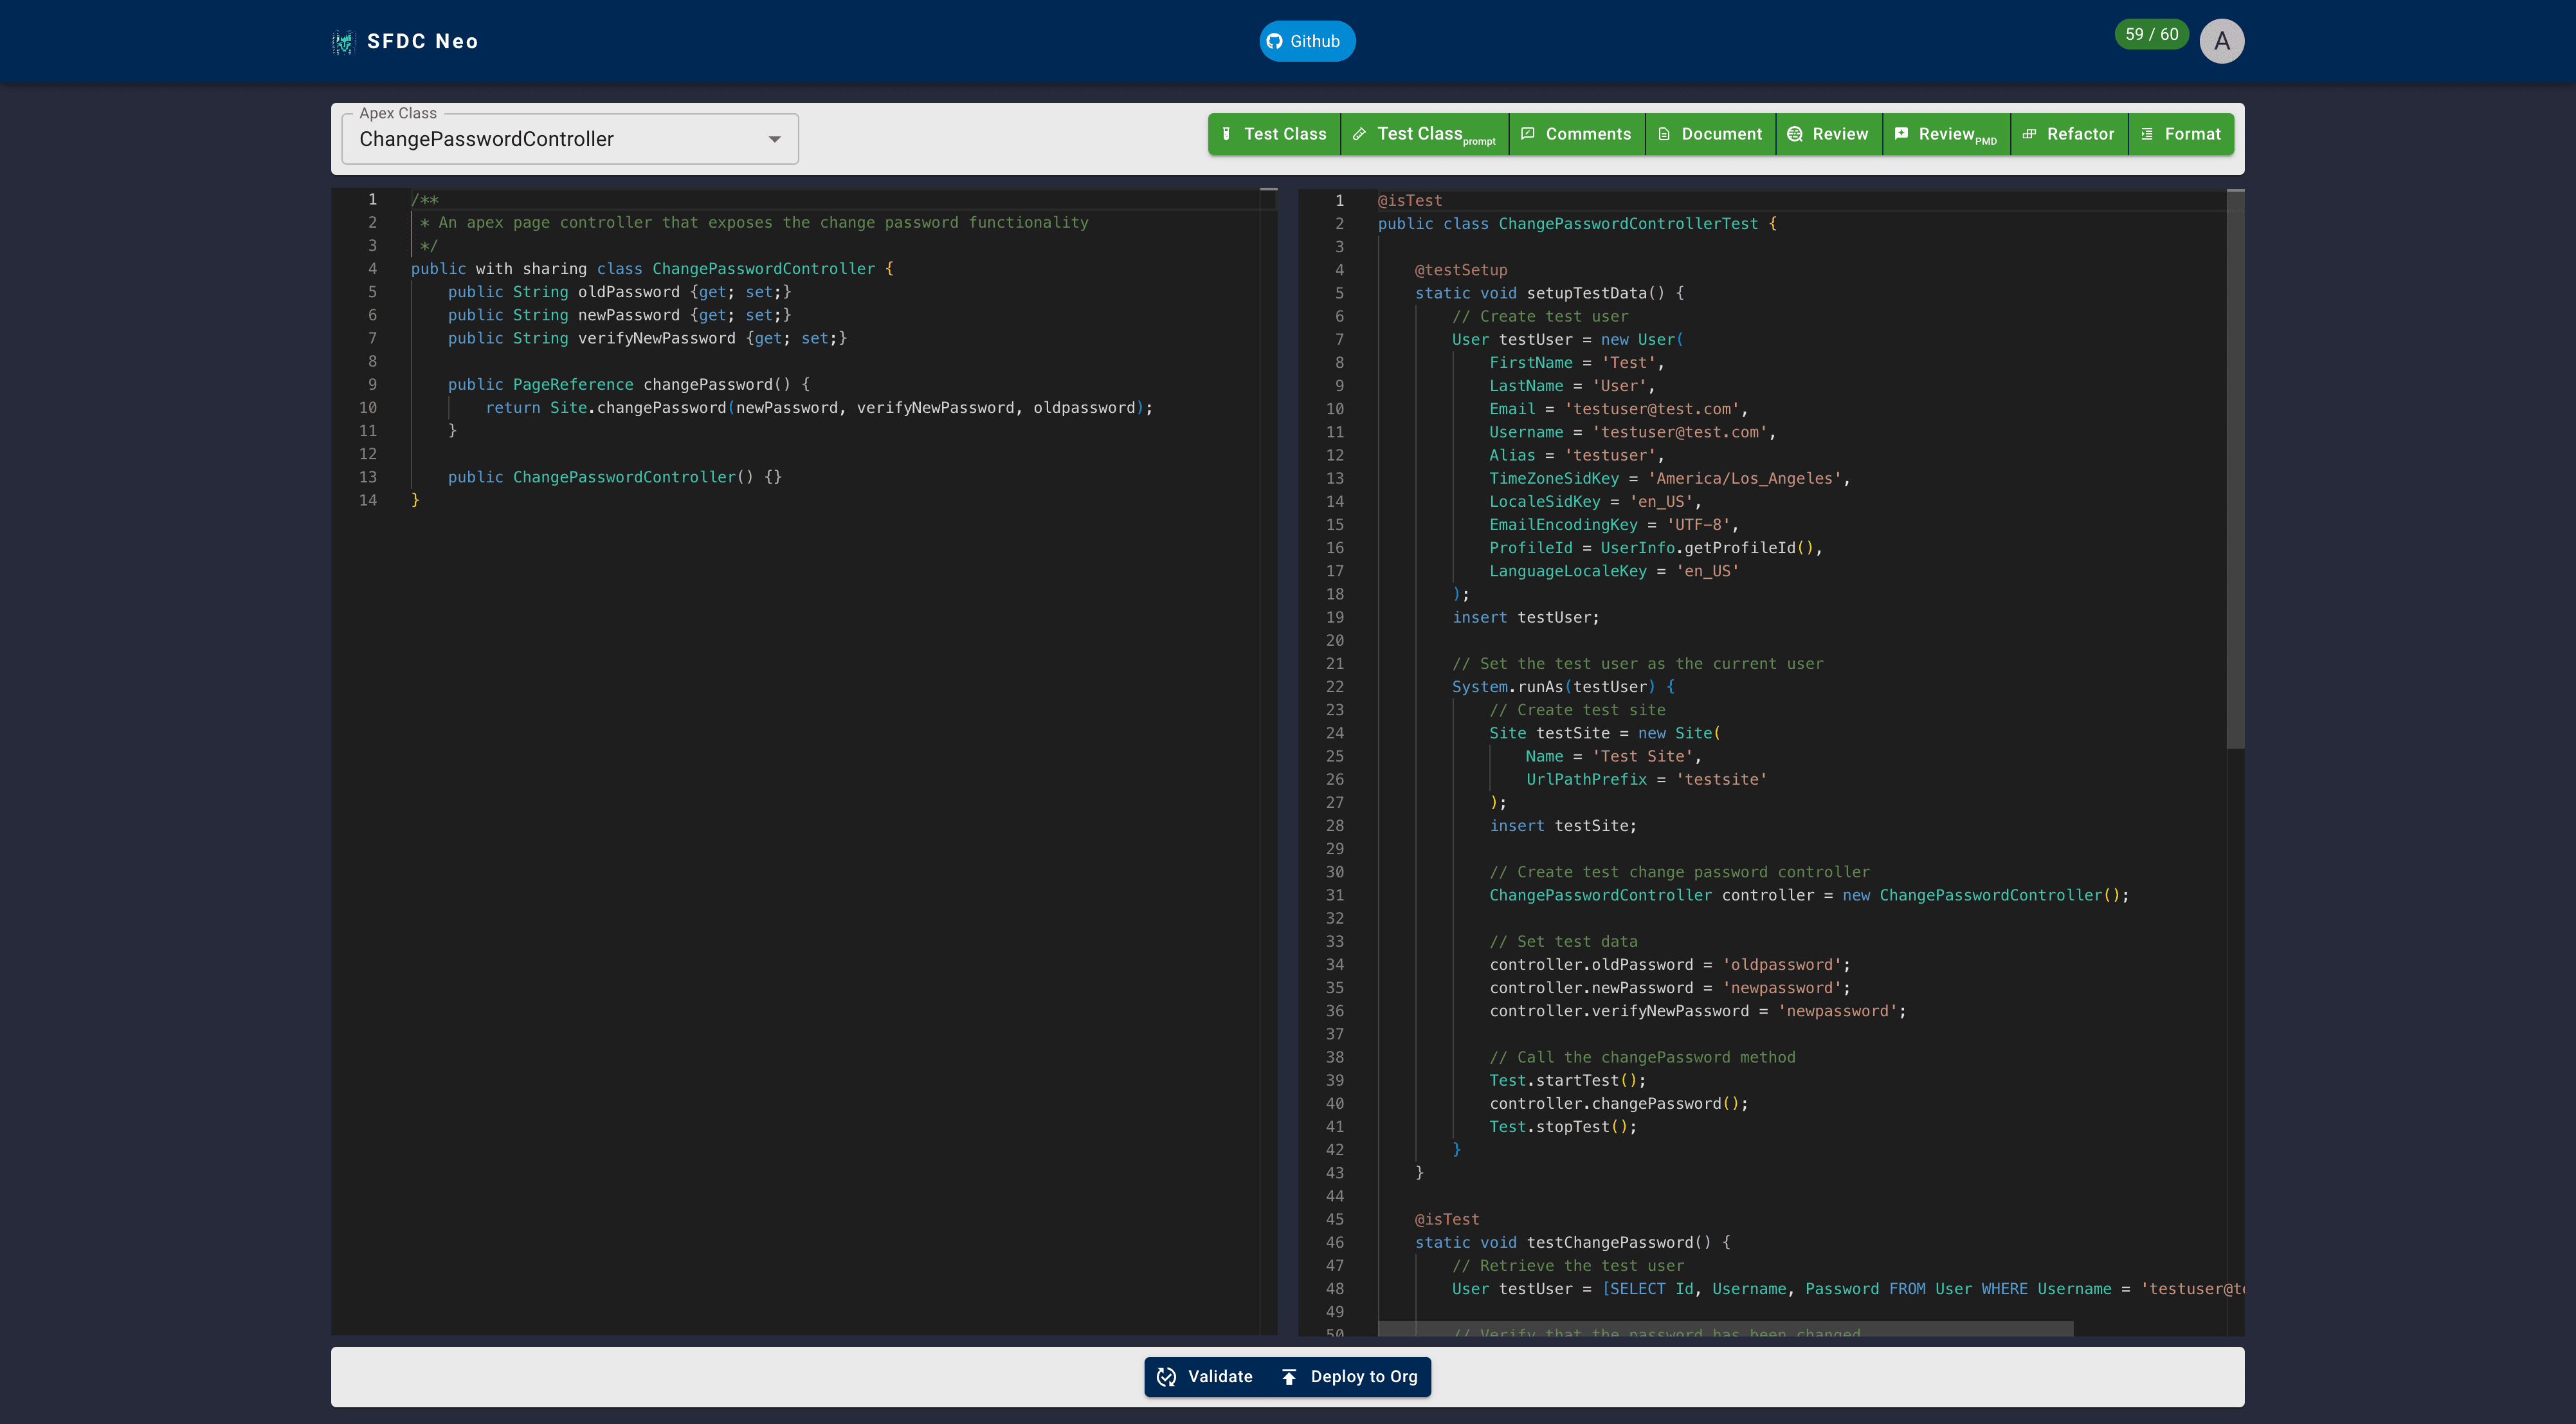 SFDC Neo
Github
59 / 60
A
Apex Class
ChangePasswordController
Test Class
Test Class prompt
Comments
Document
Review
Review PMD
Refactor
Format
1 /**
2 * An apex page controller that exposes the change password functionality
3 */
4 public with sharing class ChangePasswordController {
5 public String oldPassword {get; set;}
6 public String newPassword {get; set;}
7 public String verifyNewPassword {get; set;}
8
9 public PageReference changePassword() {
10 return Site.changePassword(newPassword, verifyNewPassword, oldpassword);
11 }
12
13 public ChangePasswordController() {}
14 }
1 @isTest
2 public class ChangePasswordControllerTest {
3
4 @testSetup
5 static void setupTestData() {
6 // Create test user
7 User testUser = new User(
8 FirstName = 'Test',
9 LastName = 'User',
10 Email = 'testuser@test.com',
11 Username = 'testuser@test.com',
12 Alias = 'testuser',
13 TimeZoneSidKey = 'America/Los_Angeles',
14 LocaleSidKey = 'en_US',
15 EmailEncodingKey = 'UTF-8',
16 ProfileId = UserInfo.getProfileId(),
17 LanguageLocaleKey = 'en_US'
18 );
19 insert testUser;
20
21 // Set the test user as the current user
22 System.runAs(testUser) {
23 // Create test site
24 Site testSite = new Site(
25 Name = 'Test Site',
26 UrlPathPrefix = 'testsite'
27 );
28 insert testSite;
29
30 // Create test change password controller
31 ChangePasswordController controller = new ChangePasswordController();
32
33 // Set test data
34 controller.oldPassword = 'oldpassword';
35 controller.newPassword = 'newpassword';
36 controller.verifyNewPassword = 'newpassword';
37
38 // Call the changePassword method
39 Test.startTest();
40 controller.changePassword();
41 Test.stopTest();
42 }
43 }
44
45 @isTest
46 static void testChangePassword() {
47 // Retrieve the test user
48 User testUser = [SELECT Id, Username, Password FROM User WHERE Username = 'testuser@te
49
50 // Verify that the password has been changed
Validate
Deploy to Org